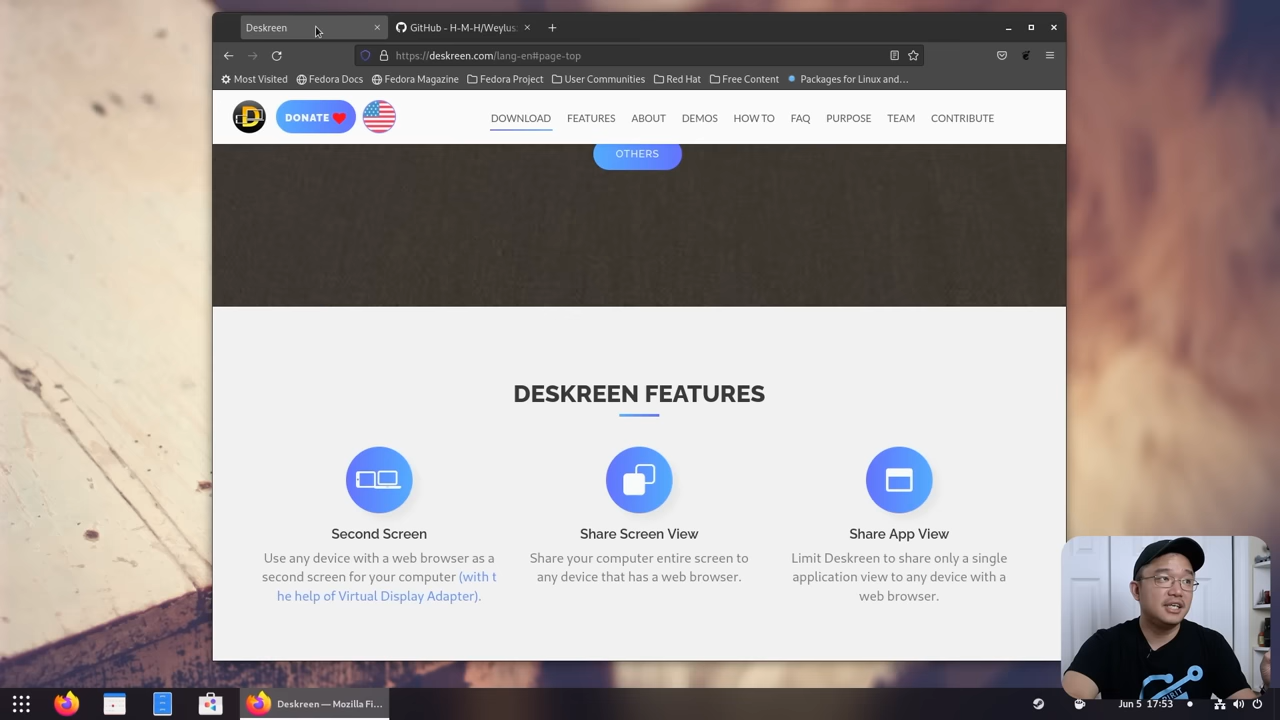 Deskreen
GitHub - H-M-H/Weylus:
https://deskreen.com/lang-en#page-top
Most Visited
Fedora Docs
Fedora Magazine
Fedora Project
User Communities
Red Hat
Free Content
Packages for Linux and…
D
DONATE
DOWNLOAD
FEATURES
ABOUT
DEMOS
HOW TO
FAQ
PURPOSE
TEAM
CONTRIBUTE
OTHERS
DESKREEN FEATURES
Second Screen
Use any device with a web browser as a
second screen for your computer (with t
he help of Virtual Display Adapter).
Share Screen View
Share your computer entire screen to
any device that has a web browser.
Share App View
Limit Deskreen to share only a single
application view to any device with a
web browser.
Deskreen — Mozilla Fi…
Jun 5 17:53